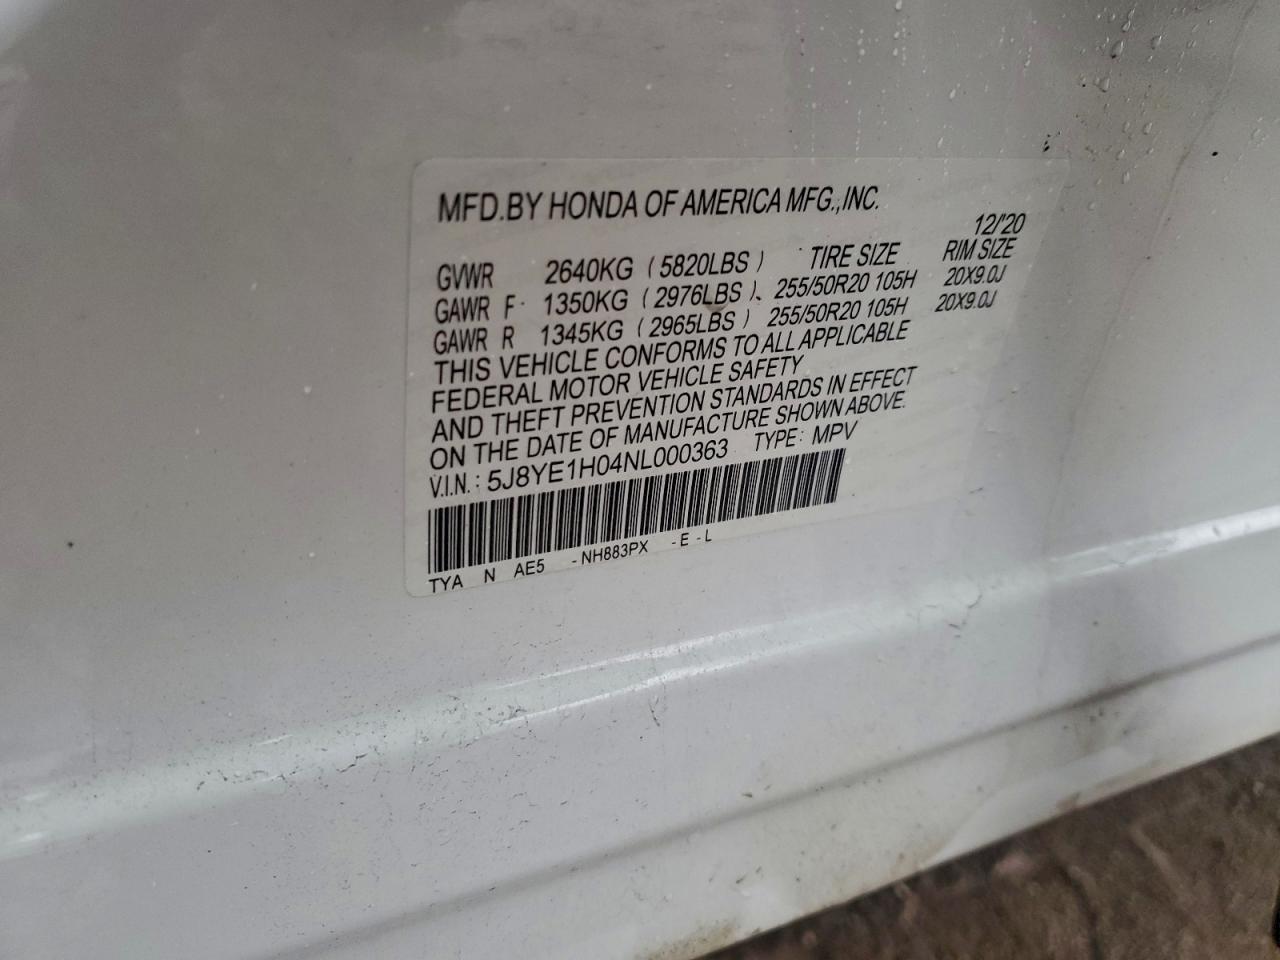 MFD.BY HONDA OF AMERICA MFG.,INC.
12/'20
GVWR 2640KG (5820LBS) TIRE SIZE RIM SIZE
GAWR F 1350KG (2976LBS) 255/50R20 105H 20X9.0J
GAWR R 1345KG (2965LBS) 255/50R20 105H 20X9.0J
THIS VEHICLE CONFORMS TO ALL APPLICABLE
FEDERAL MOTOR VEHICLE SAFETY
AND THEFT PREVENTION STANDARDS IN EFFECT
ON THE DATE OF MANUFACTURE SHOWN ABOVE.
V.I.N.: 5J8YE1H04NL000363 TYPE: MPV
TYA N AE5 -NH883PX -E -L